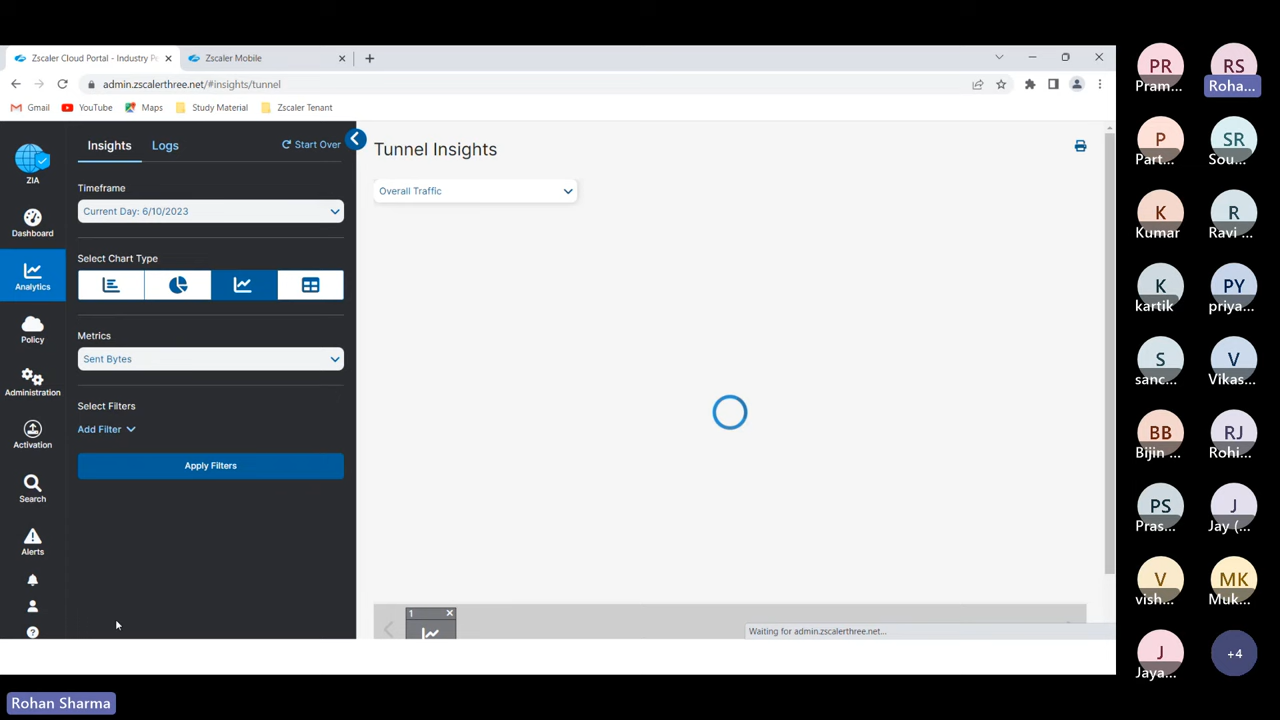 Zscaler Cloud Portal - Industry Po
Zscaler Mobile
admin.zscalerthree.net/#insights/tunnel
Gmail
YouTube
Maps
Study Material
Zscaler Tenant
ZIA
Dashboard
Analytics
Policy
Administration
Activation
Search
Alerts
Insights
Logs
Start Over
Timeframe
Current Day: 6/10/2023
Select Chart Type
Metrics
Sent Bytes
Select Filters
Add Filter
Apply Filters
Tunnel Insights
Overall Traffic
1
Waiting for admin.zscalerthree.net...
PR
Pram...
RS
Roha...
P
Part...
SR
Sou...
K
Kumar
R
Ravi ...
K
kartik
PY
priya...
S
sanc...
V
Vikas...
BB
Bijin ...
RJ
Rohi...
PS
Pras...
J
Jay (...
V
vish...
MK
Muk...
J
Jaya...
+4
Rohan Sharma